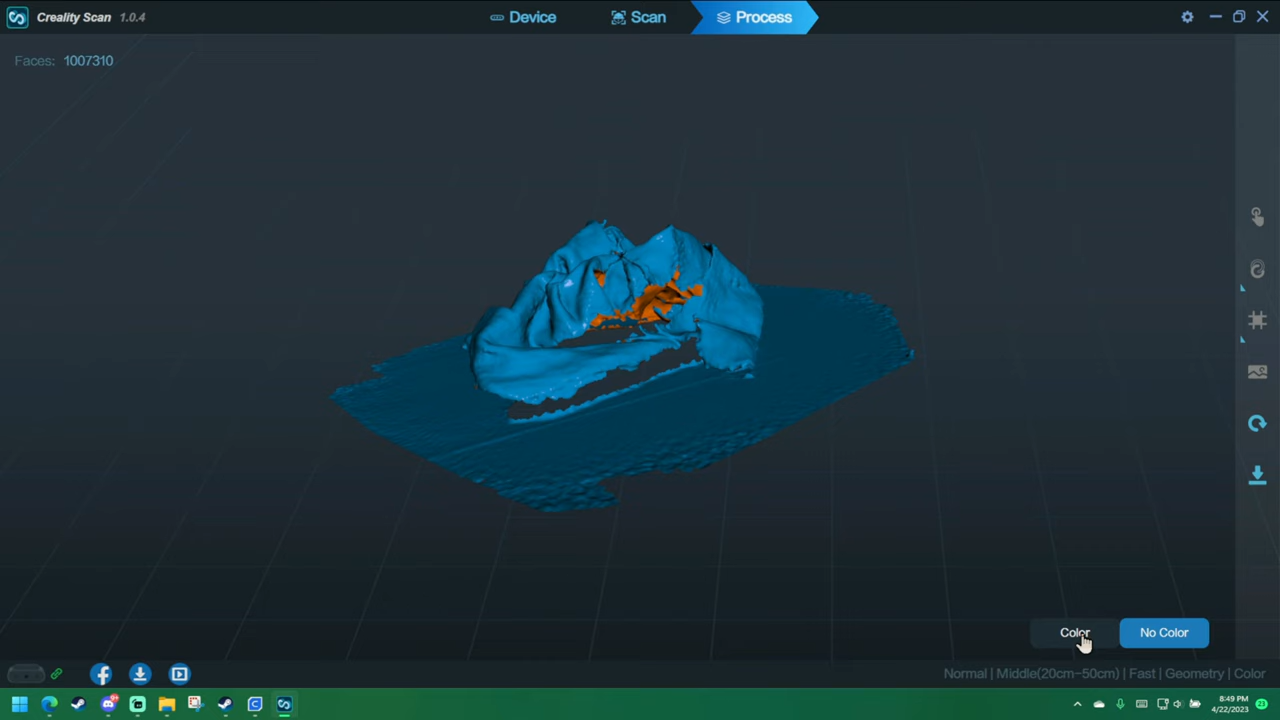 Creality Scan 1.0.4
Device
Scan
Process
Faces: 1007310
Color
No Color
Normal | Middle(20cm-50cm) | Fast | Geometry | Color
8:49 PM
4/22/2023
23